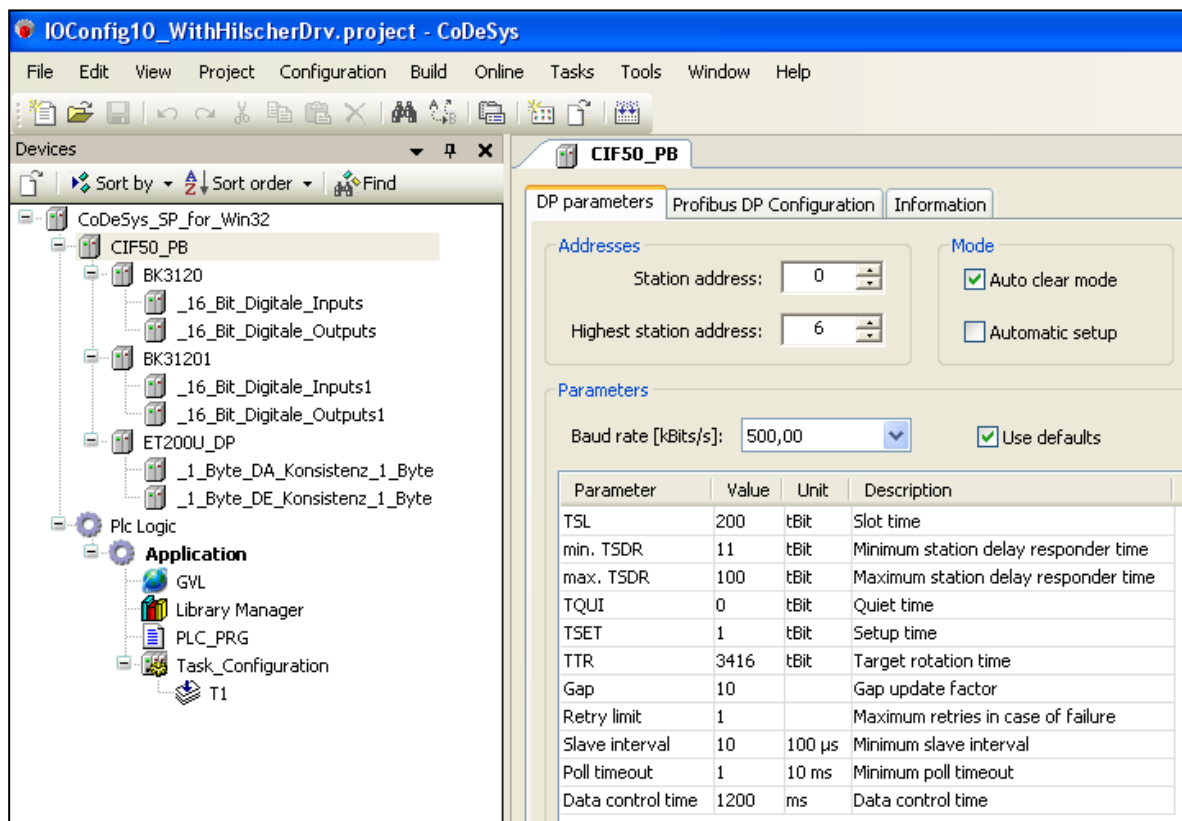 IOConfig10_WithHilscherDrv.project - CoDeSys
File Edit View Project Configuration Build Online Tasks Tools Window Help
Devices
Sort by Sort order Find
CoDeSys_SP_for_Win32
CIF50_PB
BK3120
_16_Bit_Digitale_Inputs
_16_Bit_Digitale_Outputs
BK31201
_16_Bit_Digitale_Inputs1
_16_Bit_Digitale_Outputs1
ET200U_DP
_1_Byte_DA_Konsistenz_1_Byte
_1_Byte_DE_Konsistenz_1_Byte
Plc Logic
Application
GVL
Library Manager
PLC_PRG
Task_Configuration
T1
CIF50_PB
DP parameters Profibus DP Configuration Information
Addresses
Station address: 0
Highest station address: 6
Mode
Auto clear mode
Automatic setup
Parameters
Baud rate [kBits/s]: 500,00 Use defaults
Parameter Value Unit Description
TSL 200 tBit Slot time
min. TSDR 11 tBit Minimum station delay responder time
max. TSDR 100 tBit Maximum station delay responder time
TQUI 0 tBit Quiet time
TSET 1 tBit Setup time
TTR 3416 tBit Target rotation time
Gap 10 Gap update factor
Retry limit 1 Maximum retries in case of failure
Slave interval 10 100 µs Minimum slave interval
Poll timeout 1 10 ms Minimum poll timeout
Data control time 1200 ms Data control time